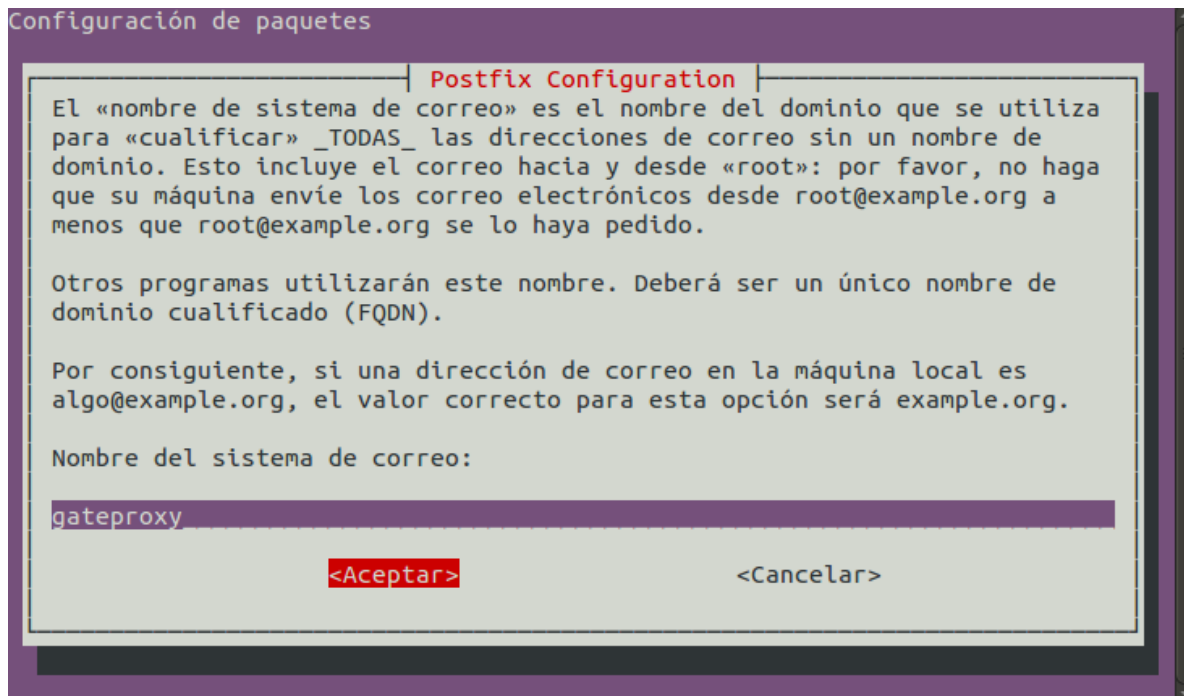 Configuración de paquetes
Postfix Configuration
El «nombre de sistema de correo» es el nombre del dominio que se utiliza
para «cualificar» _TODAS_ las direcciones de correo sin un nombre de
dominio. Esto incluye el correo hacia y desde «root»: por favor, no haga
que su máquina envíe los correo electrónicos desde root@example.org a
menos que root@example.org se lo haya pedido.
Otros programas utilizarán este nombre. Deberá ser un único nombre de
dominio cualificado (FQDN).
Por consiguiente, si una dirección de correo en la máquina local es
algo@example.org, el valor correcto para esta opción será example.org.
Nombre del sistema de correo:
gateproxy
<Aceptar> <Cancelar>